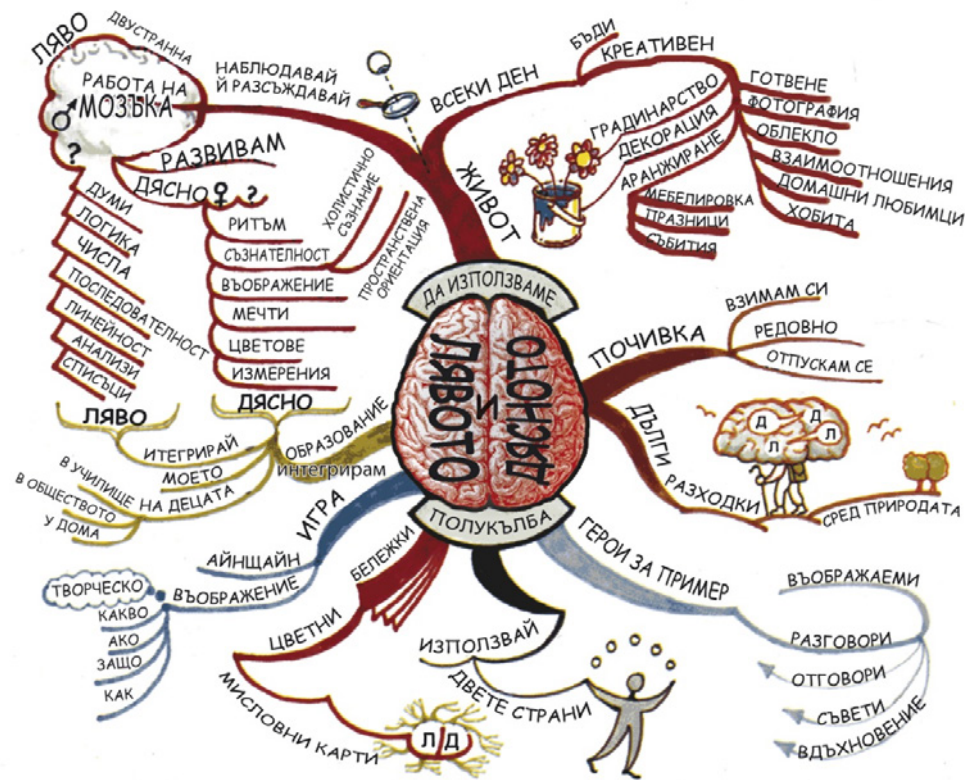 ДА ИЗПОЛЗВАМЕ
ЛЯВОТО
И
ДЯСНОТО
ПОЛУКЪЛБА
ЖИВОТ
ВСЕКИ ДЕН
БЪДИ
КРЕАТИВЕН
ГОТВЕНЕ
ФОТОГРАФИЯ
ОБЛЕКЛО
ВЗАИМООТНОШЕНИЯ
ДОМАШНИ ЛЮБИМЦИ
ХОБИТА
ГРАДИНАРСТВО
ДЕКОРАЦИЯ
АРАНЖИРАНЕ
МЕБЕЛИРОВКА
ПРАЗНИЦИ
СЪБИТИЯ
ПОЧИВКА
ВЗИМАМ СИ
РЕДОВНО
ОТПУСКАМ СЕ
ДЪЛГИ
РАЗХОДКИ
СРЕД ПРИРОДАТА
Д
Л
Д
Л
ГЕРОИ ЗА ПРИМЕР
ВЪОБРАЖАЕМИ
РАЗГОВОРИ
ОТГОВОРИ
СЪВЕТИ
ВДЪХНОВЕНИЕ
ИЗПОЛЗВАЙ
ДВЕТЕ СТРАНИ
БЕЛЕЖКИ
ЦВЕТНИ
МИСЛОВНИ КАРТИ
Л Д
ИГРА
АЙНЩАЙН
ВЪОБРАЖЕНИЕ
ТВОРЧЕСКО
КАКВО
АКО
ЗАЩО
КАК
ОБРАЗОВАНИЕ
интегрирам
ДЯСНО
ЛЯВО
ИТЕГРИРАЙ
МОЕТО
НА ДЕЦАТА
В УЧИЛИЩЕ
В ОБЩЕСТВОТО
У ДОМА
НАБЛЮДАВАЙ
Й РАЗСЪЖДАВАЙ
РАБОТА НА
МОЗЪКА
ДВУСТРАННА
ЛЯВО
♂
?
ДУМИ
ЛОГИКА
ЧИСЛА
ПОСЛЕДОВАТЕЛНОСТ
ЛИНЕЙНОСТ
АНАЛИЗИ
СПИСЪЦИ
РАЗВИВАМ
ДЯСНО ♀ ?
РИТЪМ
СЪЗНАТЕЛНОСТ
ХОЛИСТИЧНО
СЪЗНАНИЕ
ПРОСТРАНСТВЕНА
ОРИЕНТАЦИЯ
ВЪОБРАЖЕНИЕ
МЕЧТИ
ЦВЕТОВЕ
ИЗМЕРЕНИЯ